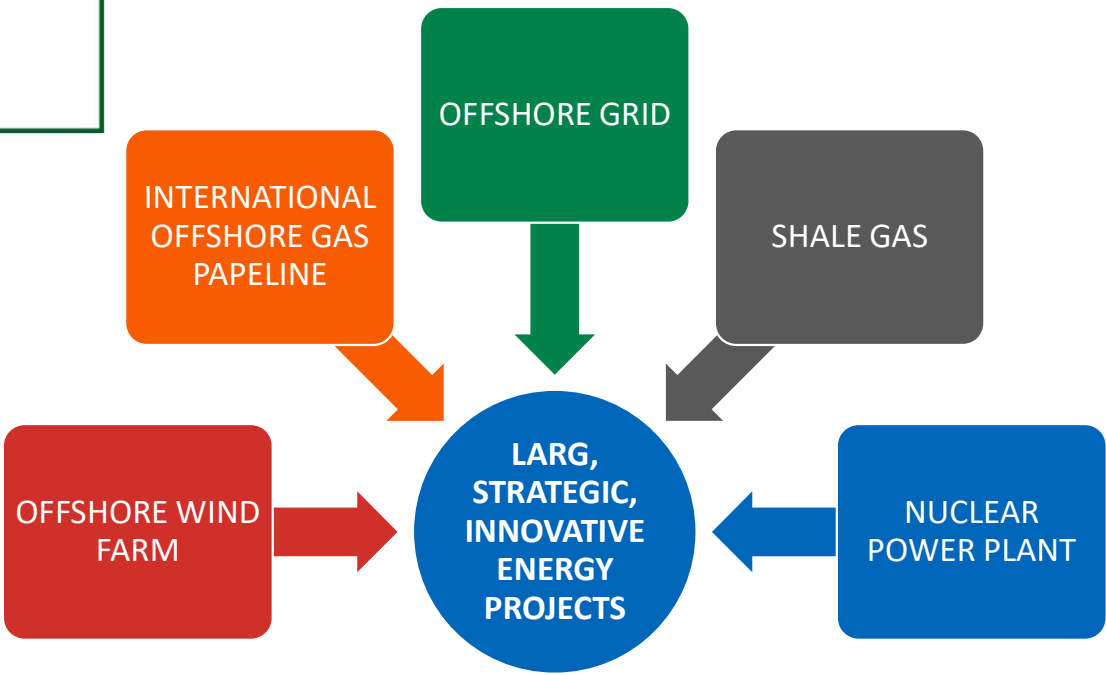 OFFSHORE GRID
INTERNATIONAL
OFFSHORE GAS
PAPELINE
SHALE GAS
OFFSHORE WIND
FARM
LARG,
STRATEGIC,
INNOVATIVE
ENERGY
PROJECTS
NUCLEAR
POWER PLANT